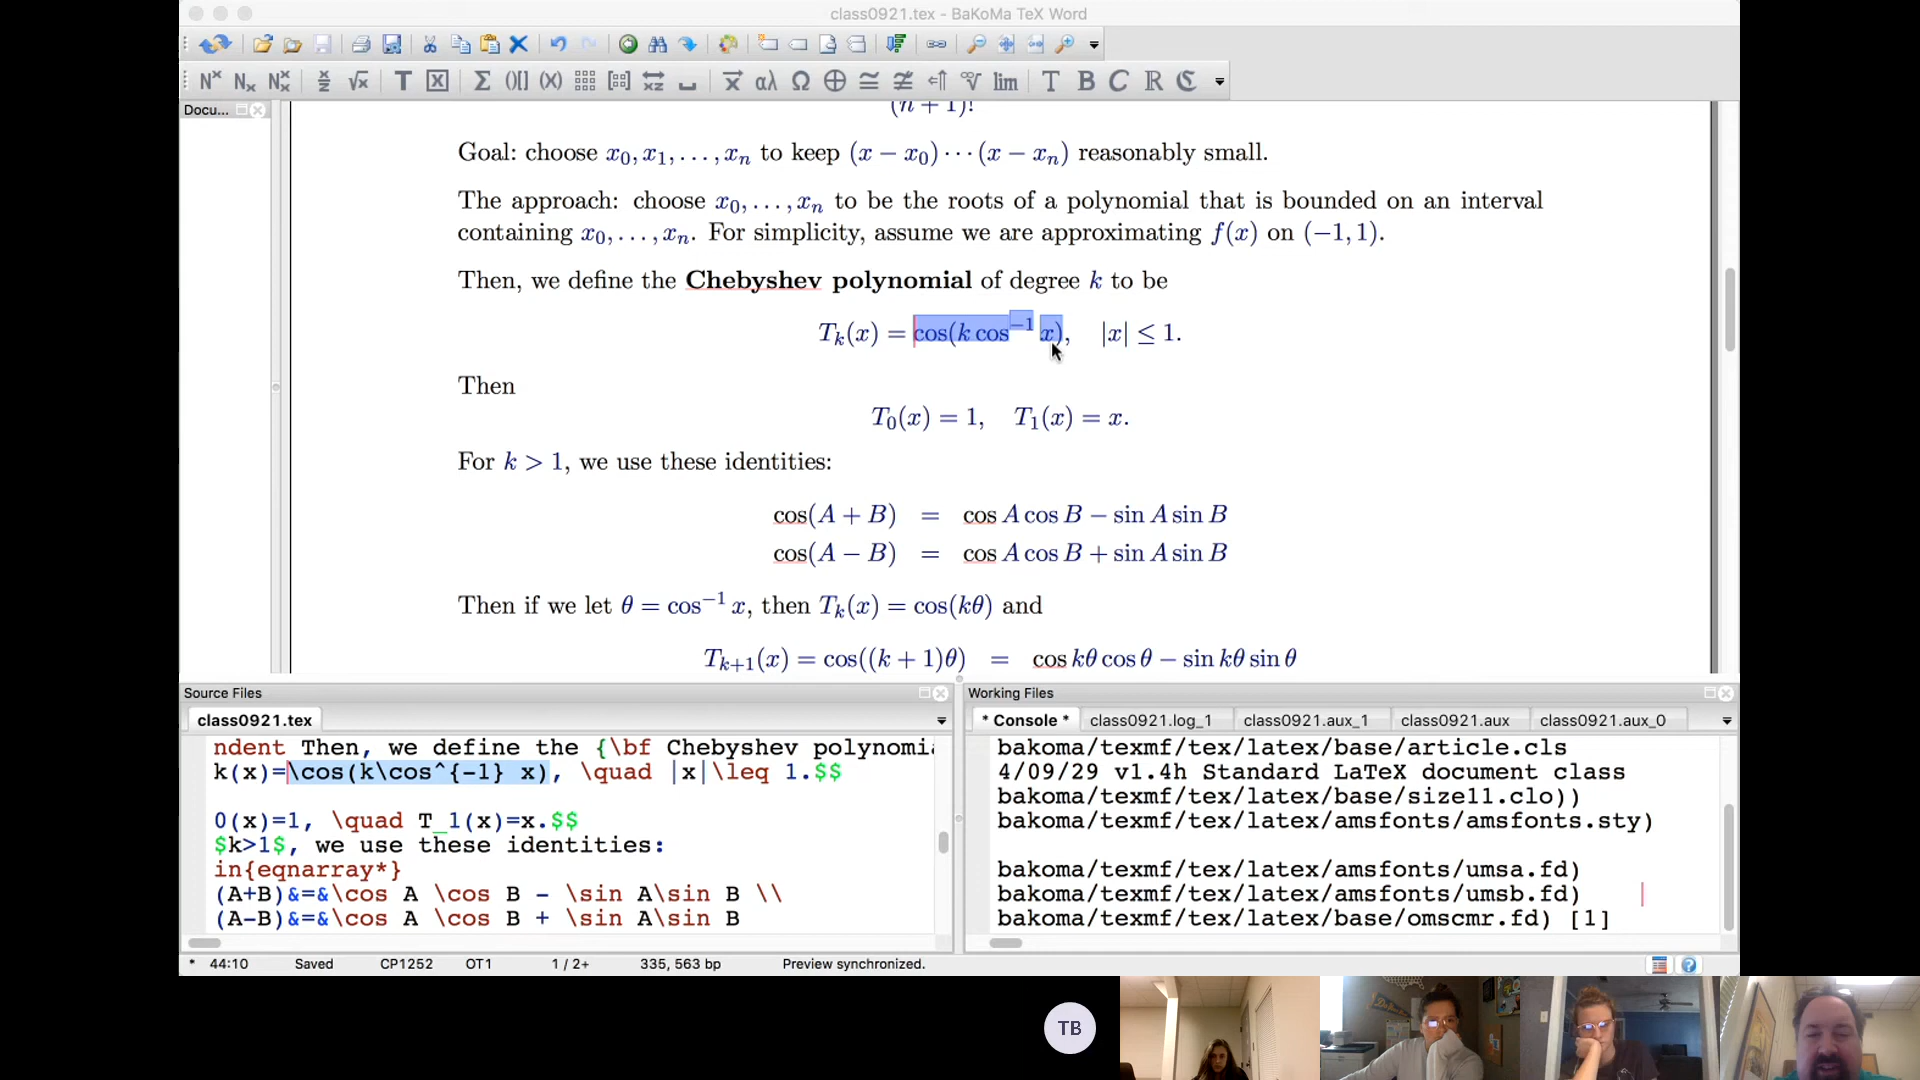 class0921.tex - BaKoMa TeX Word
Docu...
(n + 1)!
Goal: choose x₀, x₁, . . . , xₙ to keep (x − x₀) · · · (x − xₙ) reasonably small.
The approach: choose x₀, . . . , xₙ to be the roots of a polynomial that is bounded on an interval
containing x₀, . . . , xₙ. For simplicity, assume we are approximating f(x) on (−1, 1).
Then, we define the Chebyshev polynomial of degree k to be
Tₖ(x) = cos(k cos⁻¹ x), |x| ≤ 1.
Then
T₀(x) = 1, T₁(x) = x.
For k > 1, we use these identities:
cos(A + B) = cos A cos B − sin A sin B
cos(A − B) = cos A cos B + sin A sin B
Then if we let θ = cos⁻¹ x, then Tₖ(x) = cos(kθ) and
Tₖ₊₁(x) = cos((k + 1)θ) = cos kθ cos θ − sin kθ sin θ
Source Files
class0921.tex
ndent Then, we define the {\bf Chebyshev polynomi
k(x)=\cos(k\cos^{-1} x), \quad |x|\leq 1.$$
0(x)=1, \quad T_1(x)=x.$$
$k>1$, we use these identities:
in{eqnarray*}
(A+B)&=&\cos A \cos B - \sin A\sin B \\
(A-B)&=&\cos A \cos B + \sin A\sin B
Working Files
* Console * class0921.log_1 class0921.aux_1 class0921.aux class0921.aux_0
bakoma/texmf/tex/latex/base/article.cls
4/09/29 v1.4h Standard LaTeX document class
bakoma/texmf/tex/latex/base/size11.clo))
bakoma/texmf/tex/latex/amsfonts/amsfonts.sty)
bakoma/texmf/tex/latex/amsfonts/umsa.fd)
bakoma/texmf/tex/latex/amsfonts/umsb.fd)
bakoma/texmf/tex/latex/base/omscmr.fd) [1]
* 44:10 Saved CP1252 OT1 1 / 2+ 335, 563 bp Preview synchronized.
TB